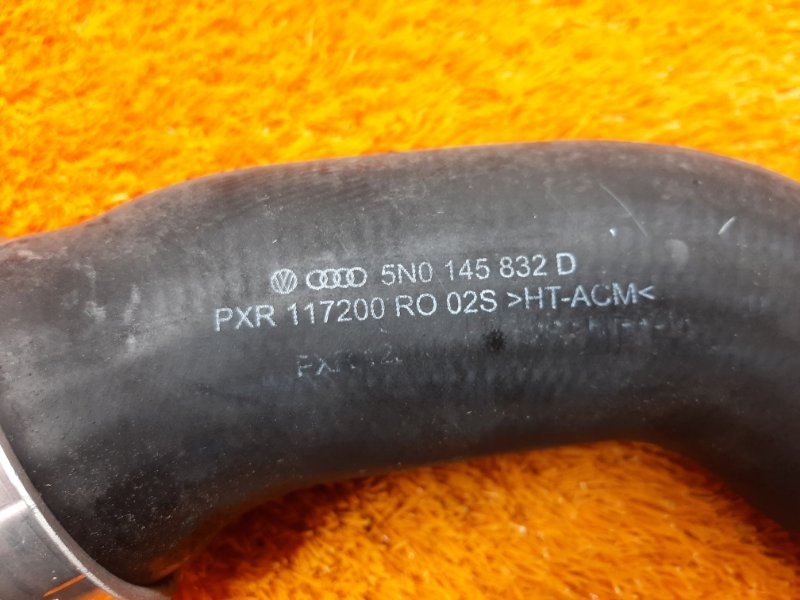 5N0 145 832 D
PXR 117200 RO 02S >HT-ACM<